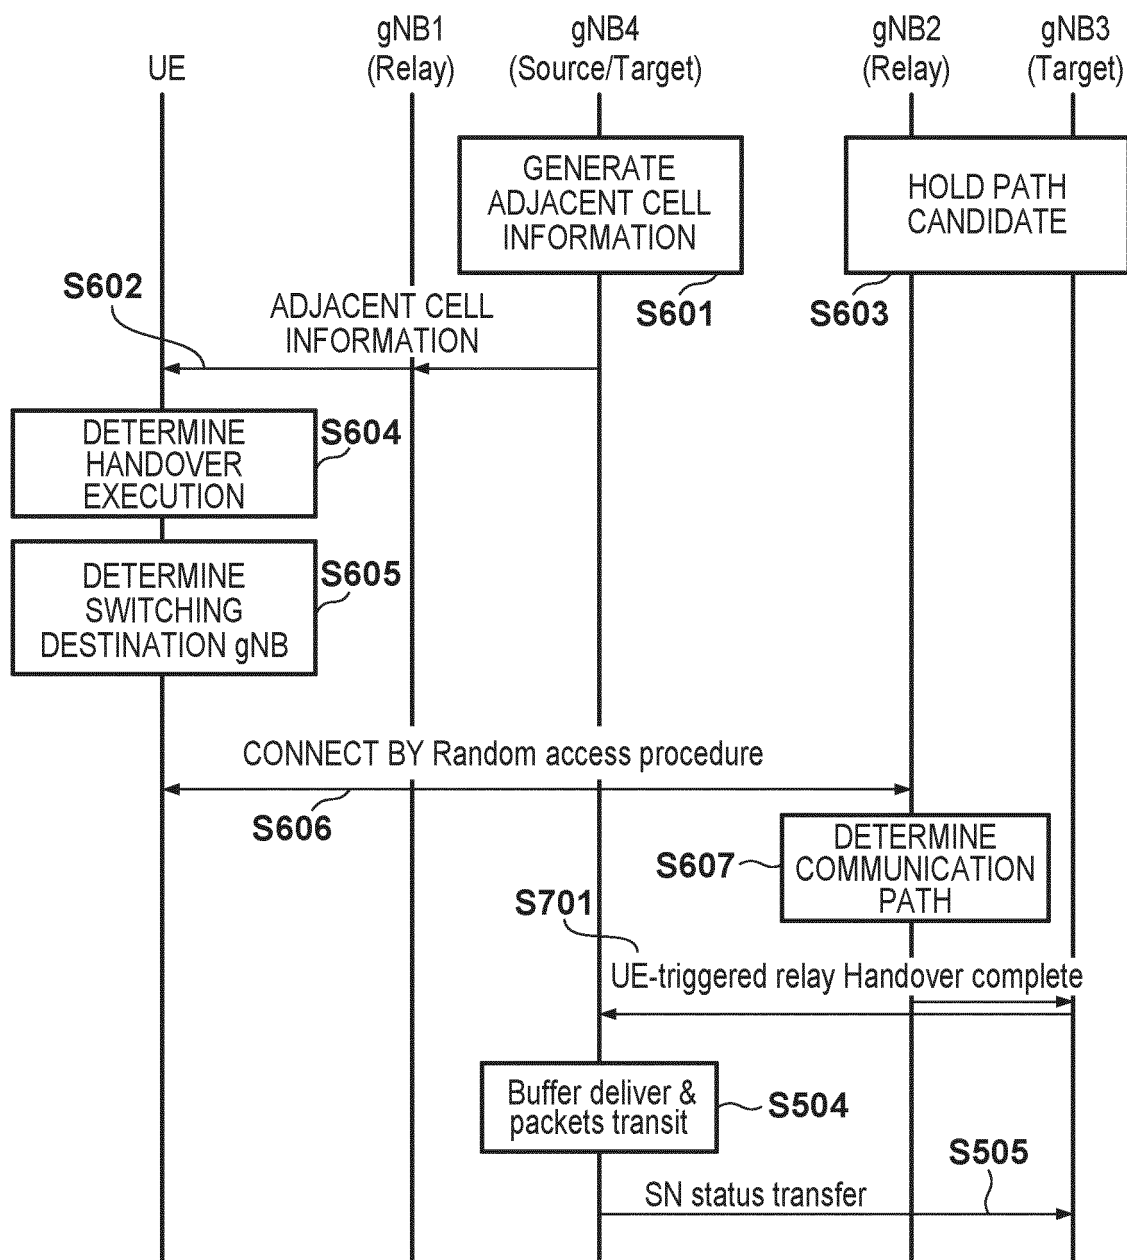 UE
gNB1
(Relay)
gNB4
(Source/Target)
gNB2
(Relay)
gNB3
(Target)
GENERATE
ADJACENT CELL
INFORMATION
S601
HOLD PATH
CANDIDATE
S603
S602
ADJACENT CELL
INFORMATION
DETERMINE
HANDOVER
EXECUTION
S604
DETERMINE
SWITCHING
DESTINATION gNB
S605
CONNECT BY Random access procedure
S606
DETERMINE
COMMUNICATION
PATH
S607
S701
UE-triggered relay Handover complete
Buffer deliver &
packets transit
S504
S505
SN status transfer